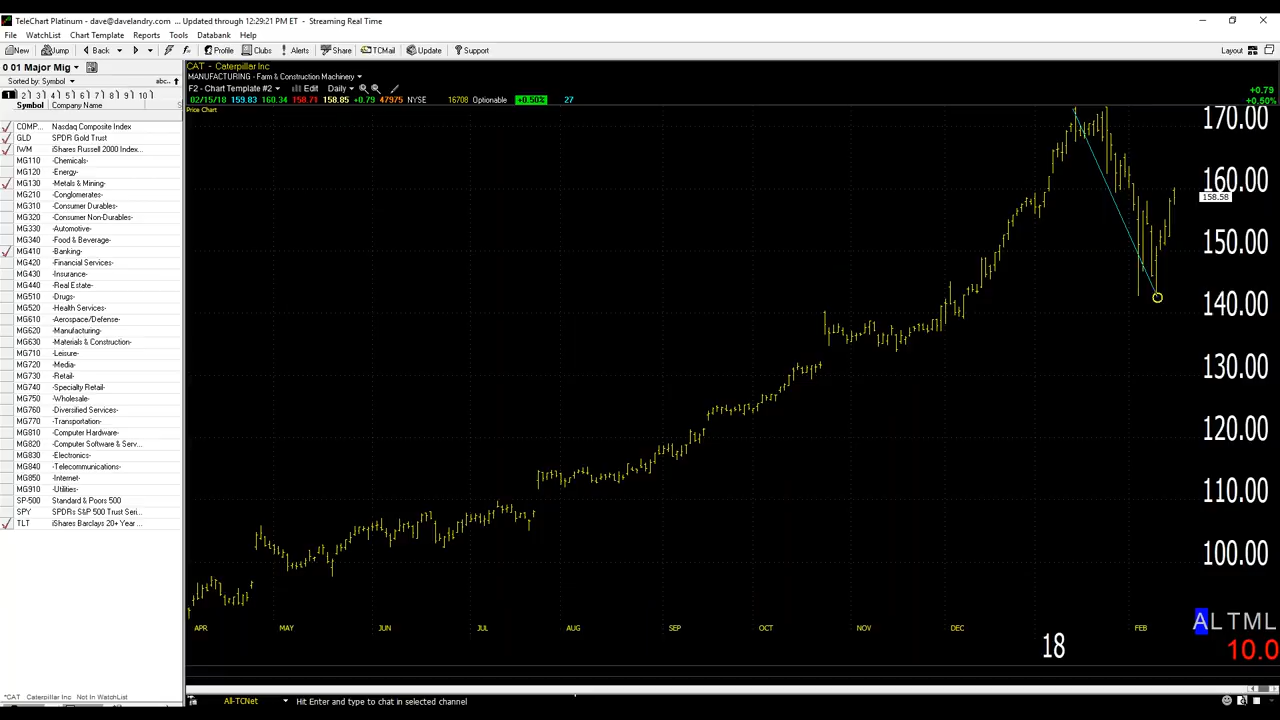 TeleChart Platinum - dave@davelandry.com ... Updated through 12:29:21 PM ET - Streaming Real Time
File WatchList Chart Template Reports Tools Databank Help
New Jump Back Profile Clubs Alerts Share TCMail Update Support Layout
0 01 Major Mig
Sorted by: Symbol abc..
1 2 3 4 5 6 7 8 9 10
Symbol Company Name S
COMP... Nasdaq Composite Index
GLD SPDR Gold Trust
IWM iShares Russell 2000 Index...
MG110 -Chemicals-
MG120 -Energy-
MG130 -Metals & Mining-
MG210 -Conglomerates-
MG310 -Consumer Durables-
MG320 -Consumer Non-Durables-
MG330 -Automotive-
MG340 -Food & Beverage-
MG410 -Banking-
MG420 -Financial Services-
MG430 -Insurance-
MG440 -Real Estate-
MG510 -Drugs-
MG520 -Health Services-
MG610 -Aerospace/Defense-
MG620 -Manufacturing-
MG630 -Materials & Construction-
MG710 -Leisure-
MG720 -Media-
MG730 -Retail-
MG740 -Specialty Retail-
MG750 -Wholesale-
MG760 -Diversified Services-
MG770 -Transportation-
MG810 -Computer Hardware-
MG820 -Computer Software & Serv...
MG830 -Electronics-
MG840 -Telecommunications-
MG850 -Internet-
MG910 -Utilities-
SP-500 Standard & Poors 500
SPY SPDRs S&P 500 Trust Seri...
TLT iShares Barclays 20+ Year ...
*CAT Caterpillar Inc Not In WatchList
CAT - Caterpillar Inc
MANUFACTURING - Farm & Construction Machinery
F2 - Chart Template #2 Edit Daily
02/15/18 159.83 160.34 158.71 158.85 +0.79 47975 NYSE 16708 Optionable +0.50% 27
+0.79
+0.50%
Price Chart
170.00
160.00
158.58
150.00
140.00
130.00
120.00
110.00
100.00
APR MAY JUN JUL AUG SEP OCT NOV DEC 18 FEB
ALTML
10.0
All-TCNet Hit Enter and type to chat in selected channel